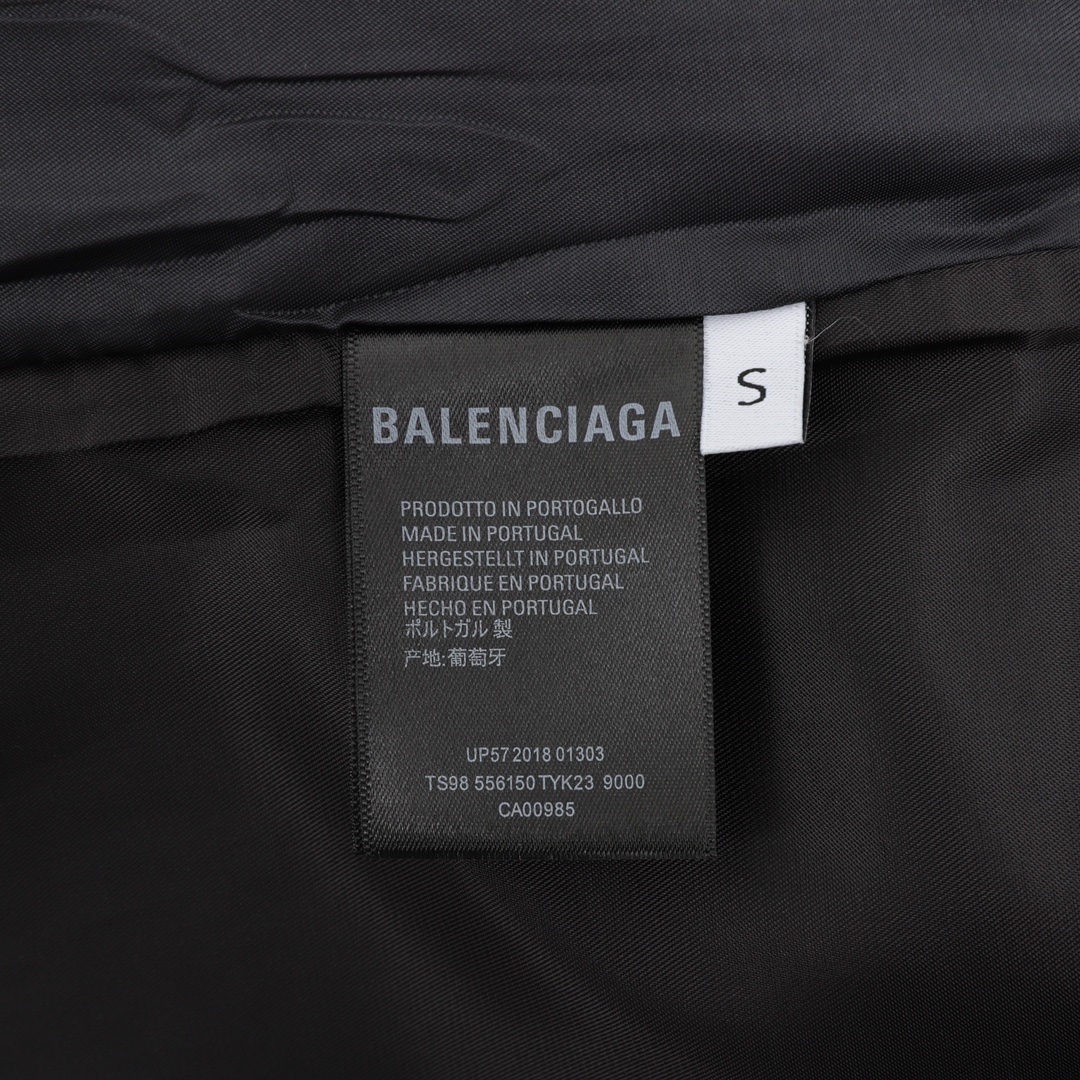 BALENCIAGA
S
PRODOTTO IN PORTOGALLO
MADE IN PORTUGAL
HERGESTELLT IN PORTUGAL
FABRIQUE EN PORTUGAL
HECHO EN PORTUGAL
ポルトガル 製
产地:葡萄牙
UP57 2018 01303
TS98 556150 TYK23 9000
CA00985